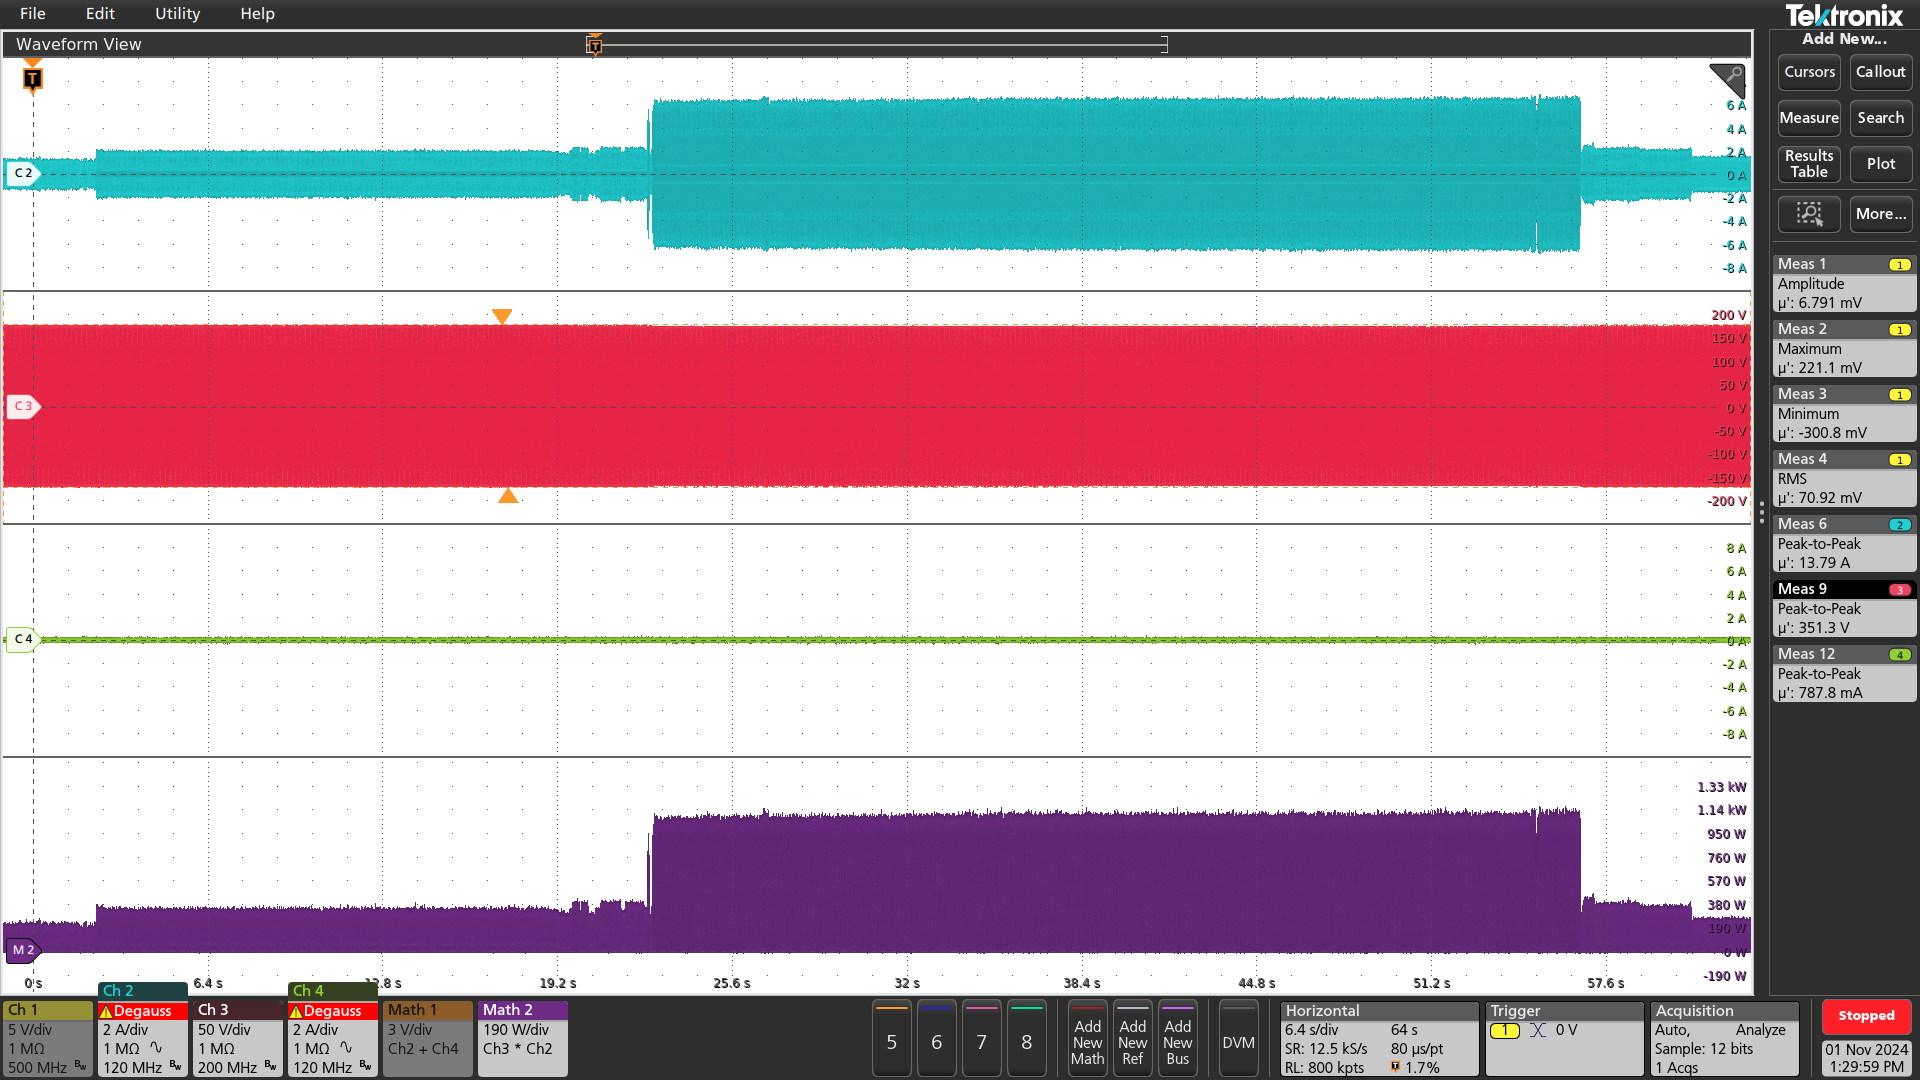 File Edit Utility Help
Tektronix
Waveform View
Add New...
T
T
Cursors Callout
Measure Search
Results Table Plot
More...
C 2
6 A
4 A
2 A
0 A
-2 A
-4 A
-6 A
-8 A
C 3
200 V
150 V
100 V
50 V
0 V
-50 V
-100 V
-150 V
-200 V
C 4
8 A
6 A
4 A
2 A
0 A
-2 A
-4 A
-6 A
-8 A
M 2
1.33 kW
1.14 kW
950 W
760 W
570 W
380 W
190 W
0 W
-190 W
0 s 6.4 s 12.8 s 19.2 s 25.6 s 32 s 38.4 s 44.8 s 51.2 s 57.6 s
Meas 1 1
Amplitude
µ': 6.791 mV
Meas 2 1
Maximum
µ': 221.1 mV
Meas 3 1
Minimum
µ': -300.8 mV
Meas 4 1
RMS
µ': 70.92 mV
Meas 6 2
Peak-to-Peak
µ': 13.79 A
Meas 9 3
Peak-to-Peak
µ': 351.3 V
Meas 12 4
Peak-to-Peak
µ': 787.8 mA
Ch 1
5 V/div
1 MΩ
500 MHz Bw
Ch 2
Degauss
2 A/div
1 MΩ
120 MHz Bw
Ch 3
50 V/div
1 MΩ
200 MHz Bw
Ch 4
Degauss
2 A/div
1 MΩ
120 MHz Bw
Math 1
3 V/div
Ch2 + Ch4
Math 2
190 W/div
Ch3 * Ch2
5 6 7 8
Add New Math
Add New Ref
Add New Bus
DVM
Horizontal
6.4 s/div 64 s
SR: 12.5 kS/s 80 µs/pt
RL: 800 kpts T 1.7%
Trigger
1 0 V
Acquisition
Auto, Analyze
Sample: 12 bits
1 Acqs
Stopped
01 Nov 2024
1:29:59 PM